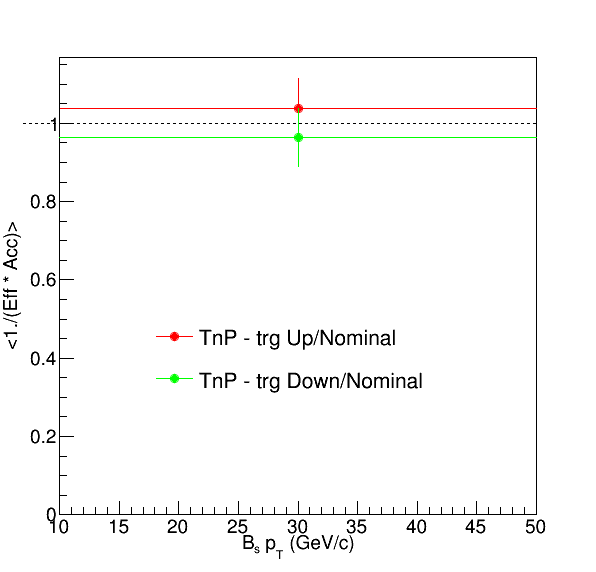 <1./(Eff * Acc)>
1
0.8
0.6
0.4
0.2
0
TnP - trg Up/Nominal
TnP - trg Down/Nominal
10 15 20 25 30 35 40 45 50
Bs pT (GeV/c)